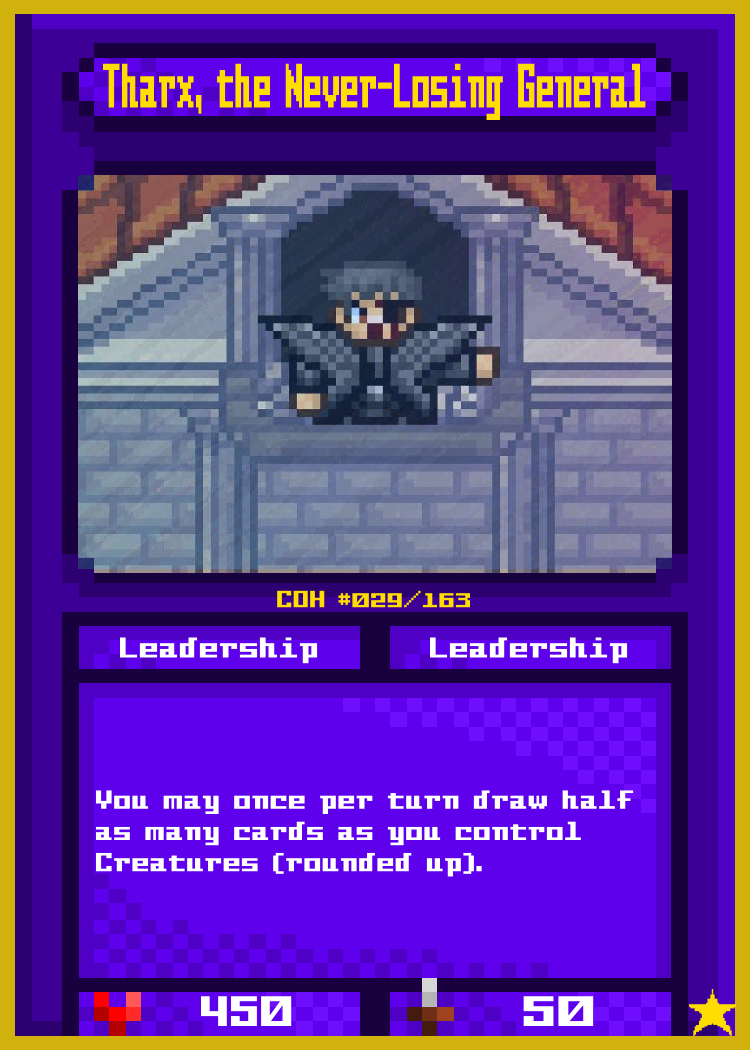 Tharx, the Never-Losing General
COH #029/163
Leadership Leadership
You may once per turn draw half
as many cards as you control
Creatures (rounded up).
450 50